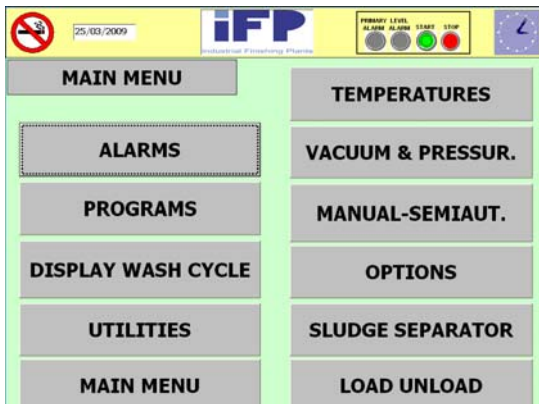 25/03/2009
iFP
Industrial Finishing Plants
PRIMARY ALARM LEVEL ALARM START STOP
MAIN MENU
ALARMS
PROGRAMS
DISPLAY WASH CYCLE
UTILITIES
MAIN MENU
TEMPERATURES
VACUUM & PRESSUR.
MANUAL-SEMIAUT.
OPTIONS
SLUDGE SEPARATOR
LOAD UNLOAD